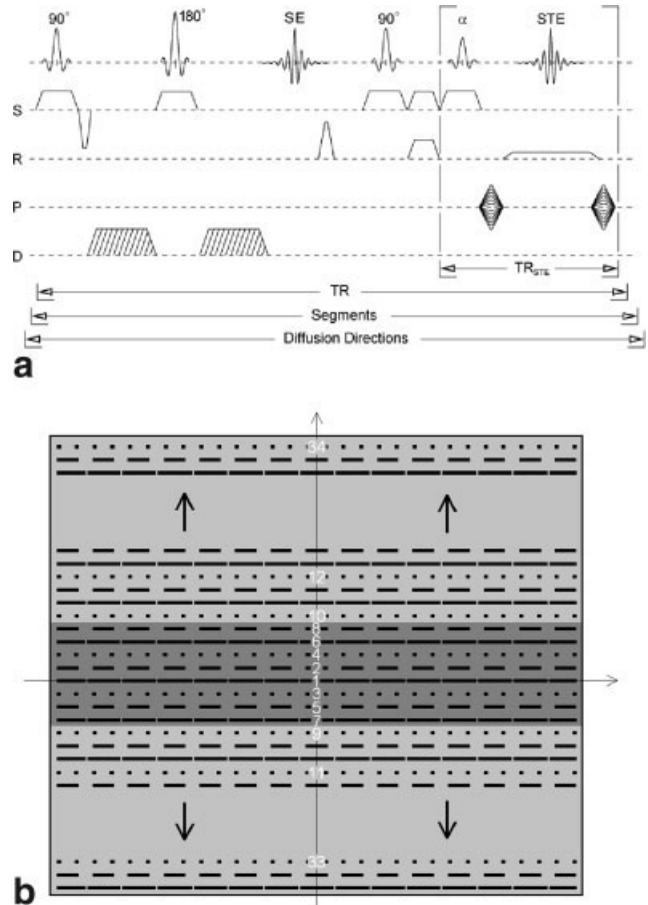 90° 180° SE 90° α STE
S
R
P
D
TR_STE
TR
Segments
Diffusion Directions
a
34
12
10
8
6
4
2
1
3
5
7
9
11
33
b